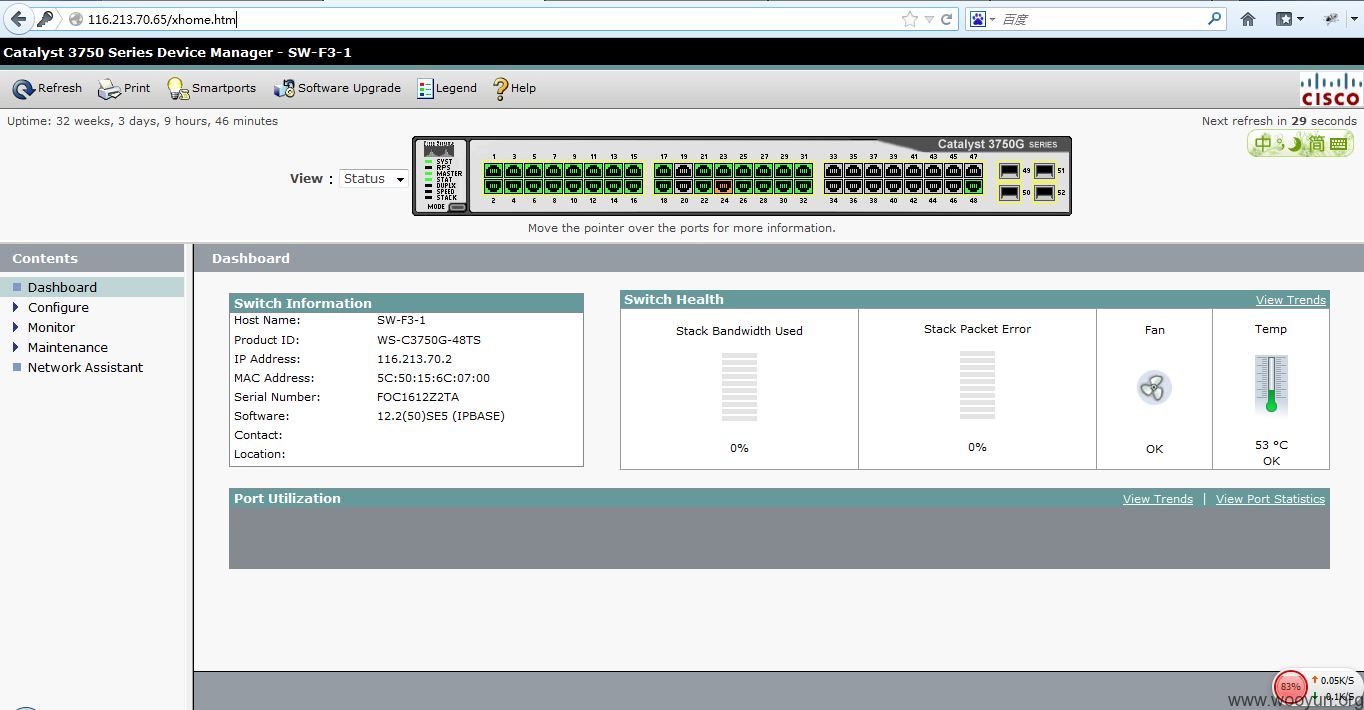 116.213.70.65/xhome.htm
百度
Catalyst 3750 Series Device Manager - SW-F3-1
Refresh Print Smartports Software Upgrade Legend Help
CISCO
Uptime: 32 weeks, 3 days, 9 hours, 46 minutes
Next refresh in 29 seconds
中 简
Catalyst 3750G SERIES
View : Status
SYST
RPS
MASTER
STAT
DUPLX
SPEED
STACK
MODE
1 3 5 7 9 11 13 15 17 19 21 23 25 27 29 31 33 35 37 39 41 43 45 47
49 51
50 52
2 4 6 8 10 12 14 16 18 20 22 24 26 28 30 32 34 36 38 40 42 44 46 48
Move the pointer over the ports for more information.
Contents
Dashboard
Configure
Monitor
Maintenance
Network Assistant
Dashboard
Switch Information
Host Name: SW-F3-1
Product ID: WS-C3750G-48TS
IP Address: 116.213.70.2
MAC Address: 5C:50:15:6C:07:00
Serial Number: FOC1612Z2TA
Software: 12.2(50)SE5 (IPBASE)
Contact:
Location:
Switch Health View Trends
Stack Bandwidth Used Stack Packet Error Fan Temp
0% 0% OK 53 °C
OK
Port Utilization View Trends | View Port Statistics
83% 0.05K/S
0.1K/S
www.wooyun.org